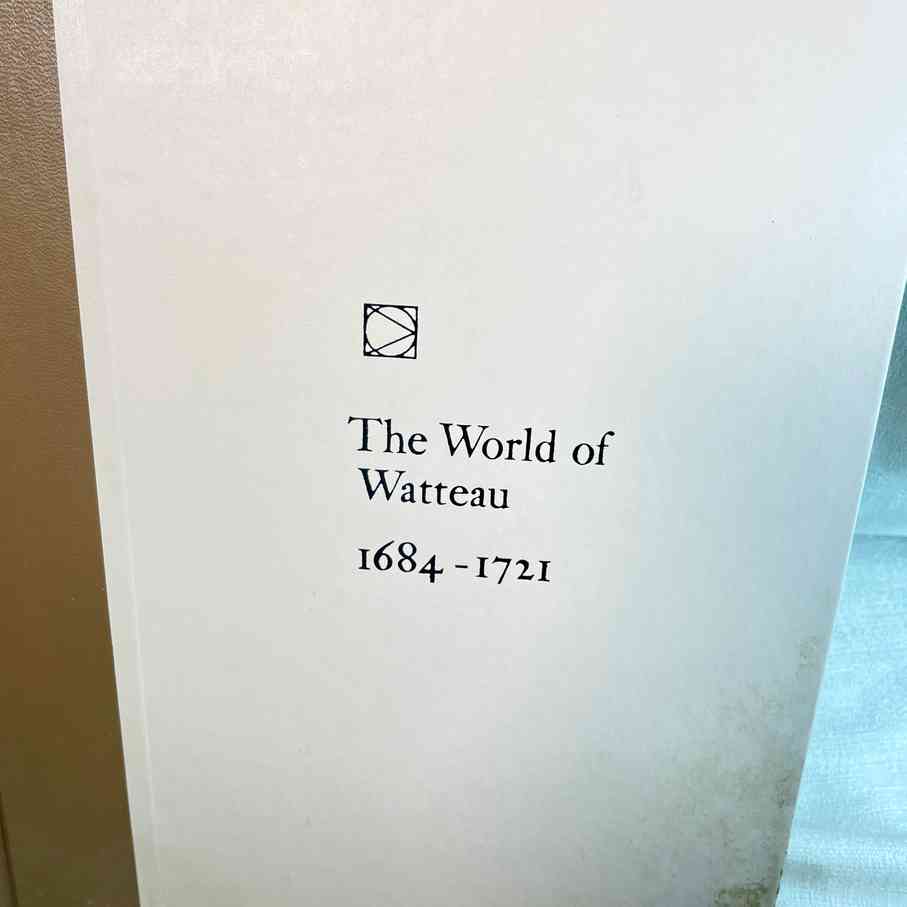 The World of
Watteau
1684-1721